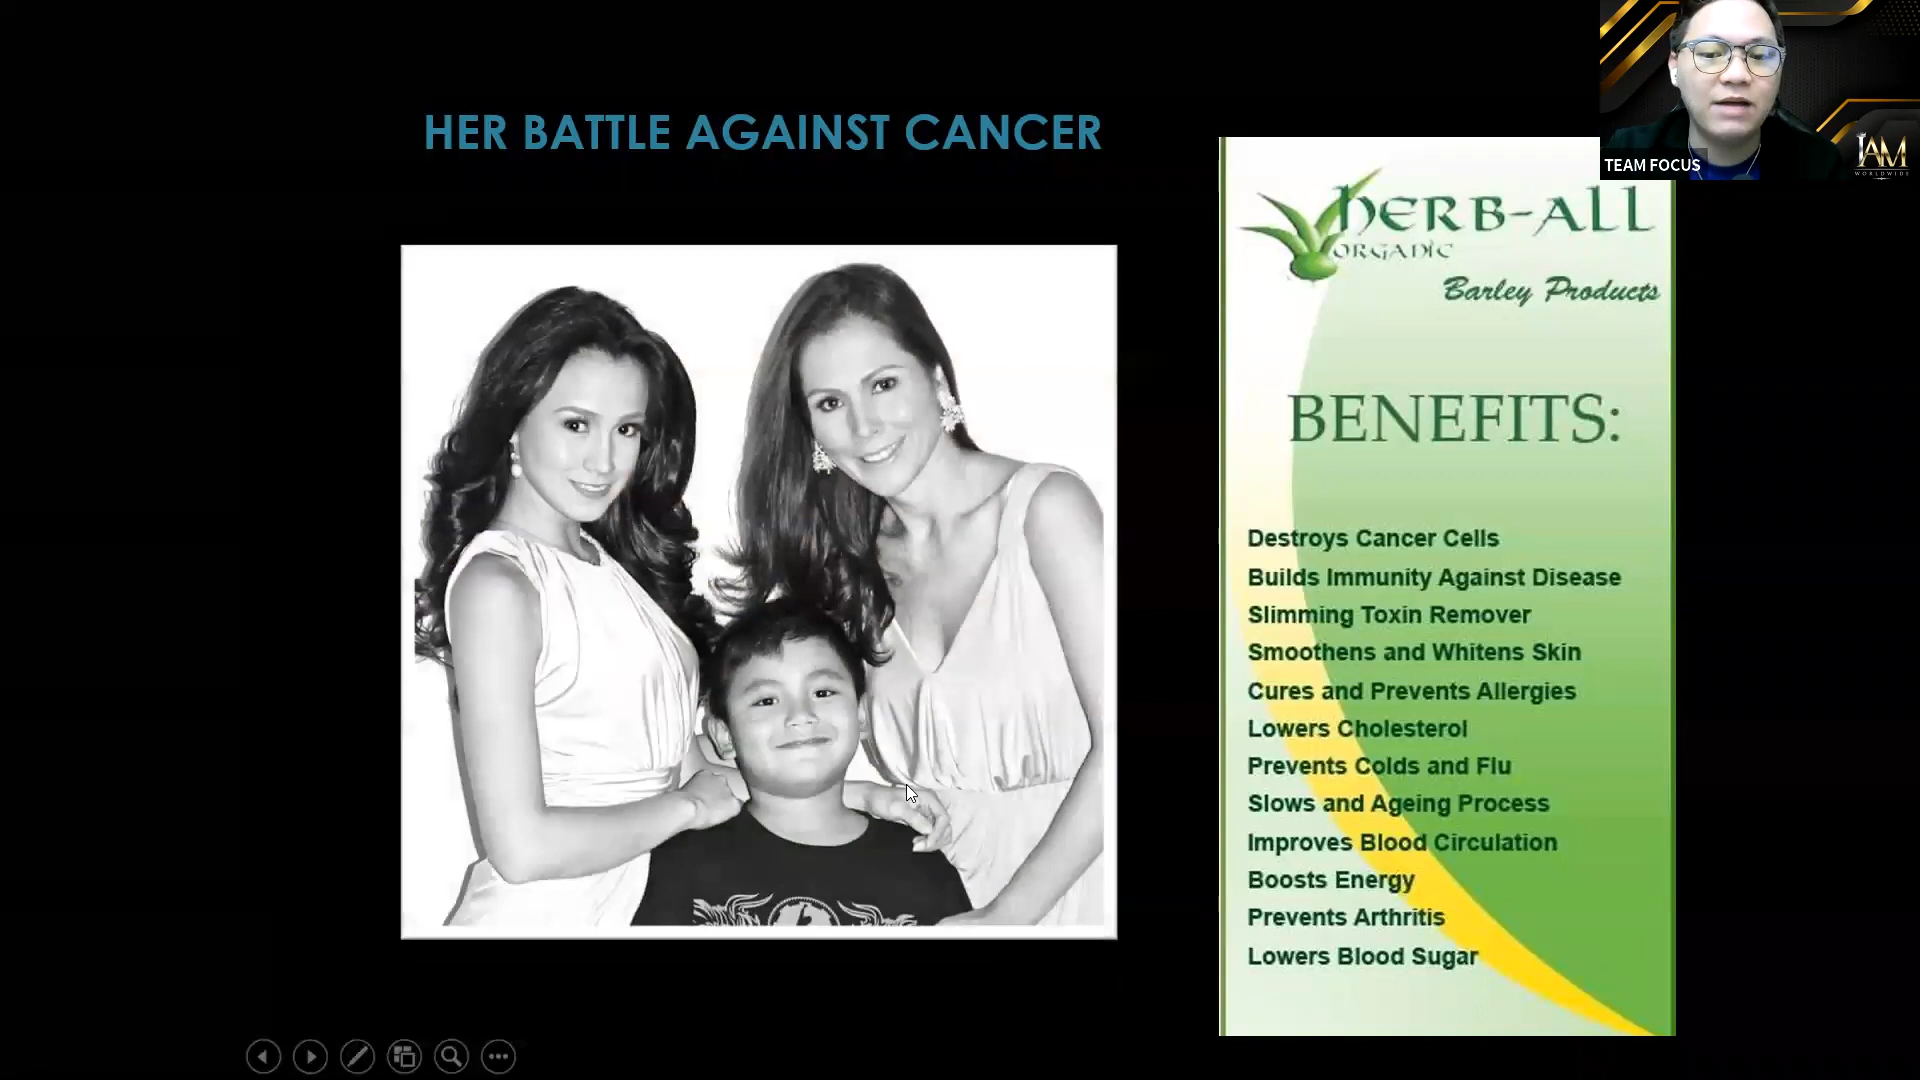 HER BATTLE AGAINST CANCER
TEAM FOCUS
IAM
WORLDWIDE
HERB-ALL
ORGANIC
Barley Products
BENEFITS:
Destroys Cancer Cells
Builds Immunity Against Disease
Slimming Toxin Remover
Smoothens and Whitens Skin
Cures and Prevents Allergies
Lowers Cholesterol
Prevents Colds and Flu
Slows and Ageing Process
Improves Blood Circulation
Boosts Energy
Prevents Arthritis
Lowers Blood Sugar